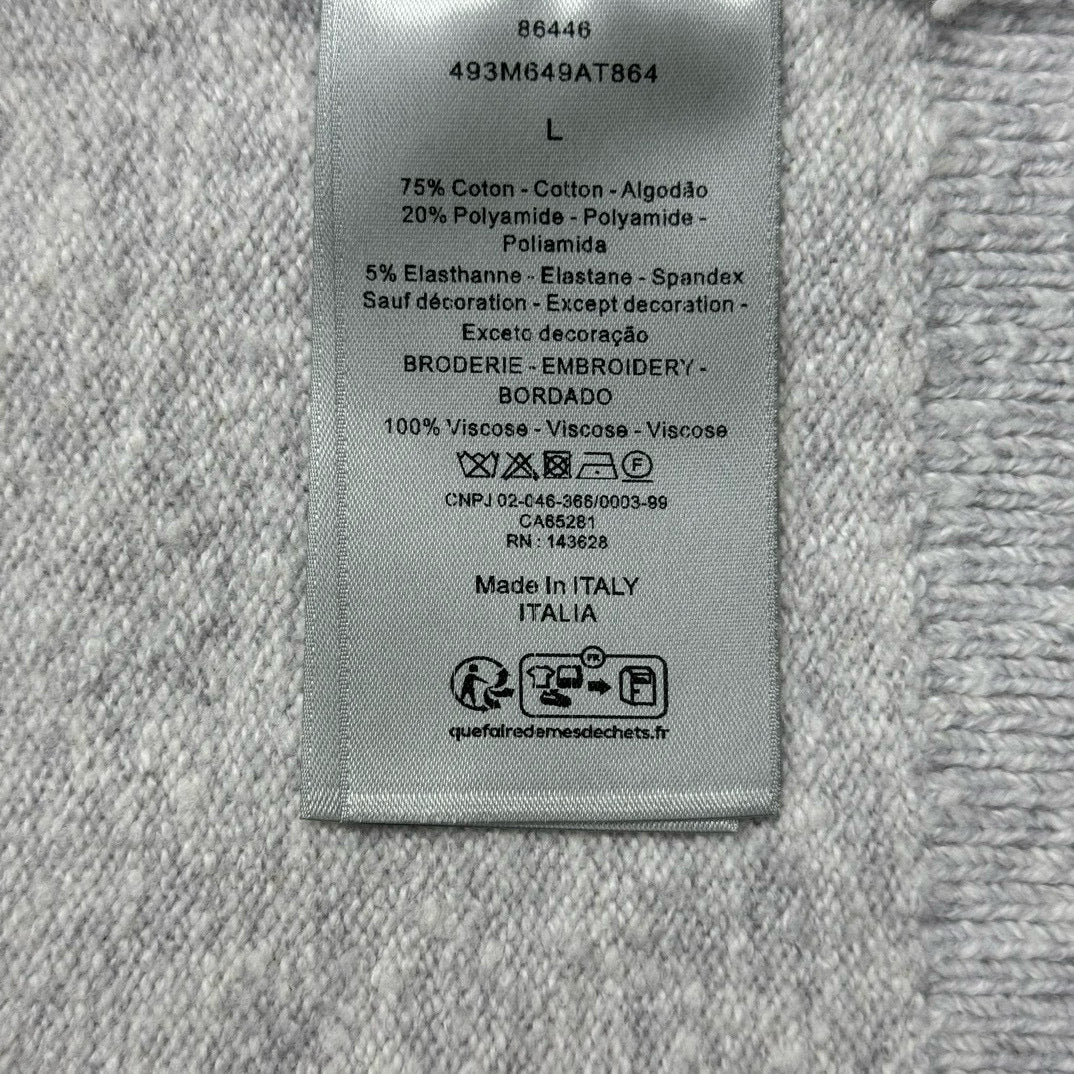 86446
493M649AT864
L
75% Coton - Cotton - Algodão
20% Polyamide - Polyamide -
Poliamida
5% Elasthanne - Elastane - Spandex
Sauf décoration - Except decoration -
Exceto decoração
BRODERIE - EMBROIDERY -
BORDADO
100% Viscose - Viscose - Viscose
F
CNPJ 02-046-366/0003-99
CA65281
RN : 143628
Made In ITALY
ITALIA
FR
quefairedemesdechets.fr